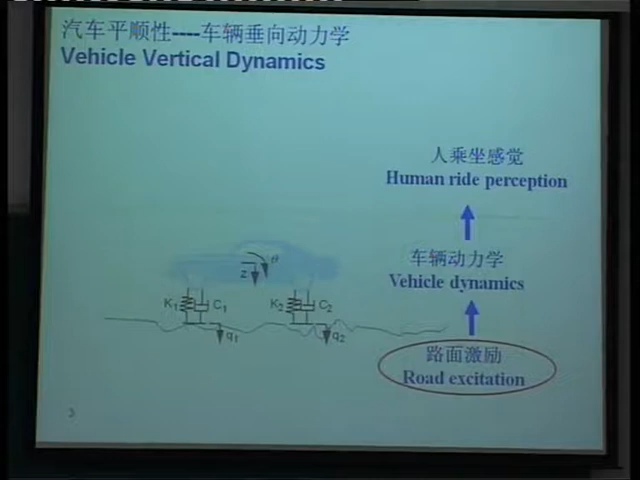 汽车平顺性----车辆垂向动力学
Vehicle Vertical Dynamics
人乘坐感觉
Human ride perception
车辆动力学
Vehicle dynamics
路面激励
Road excitation
z θ
K₁ C₁ K₂ C₂
q₁ q₂
3